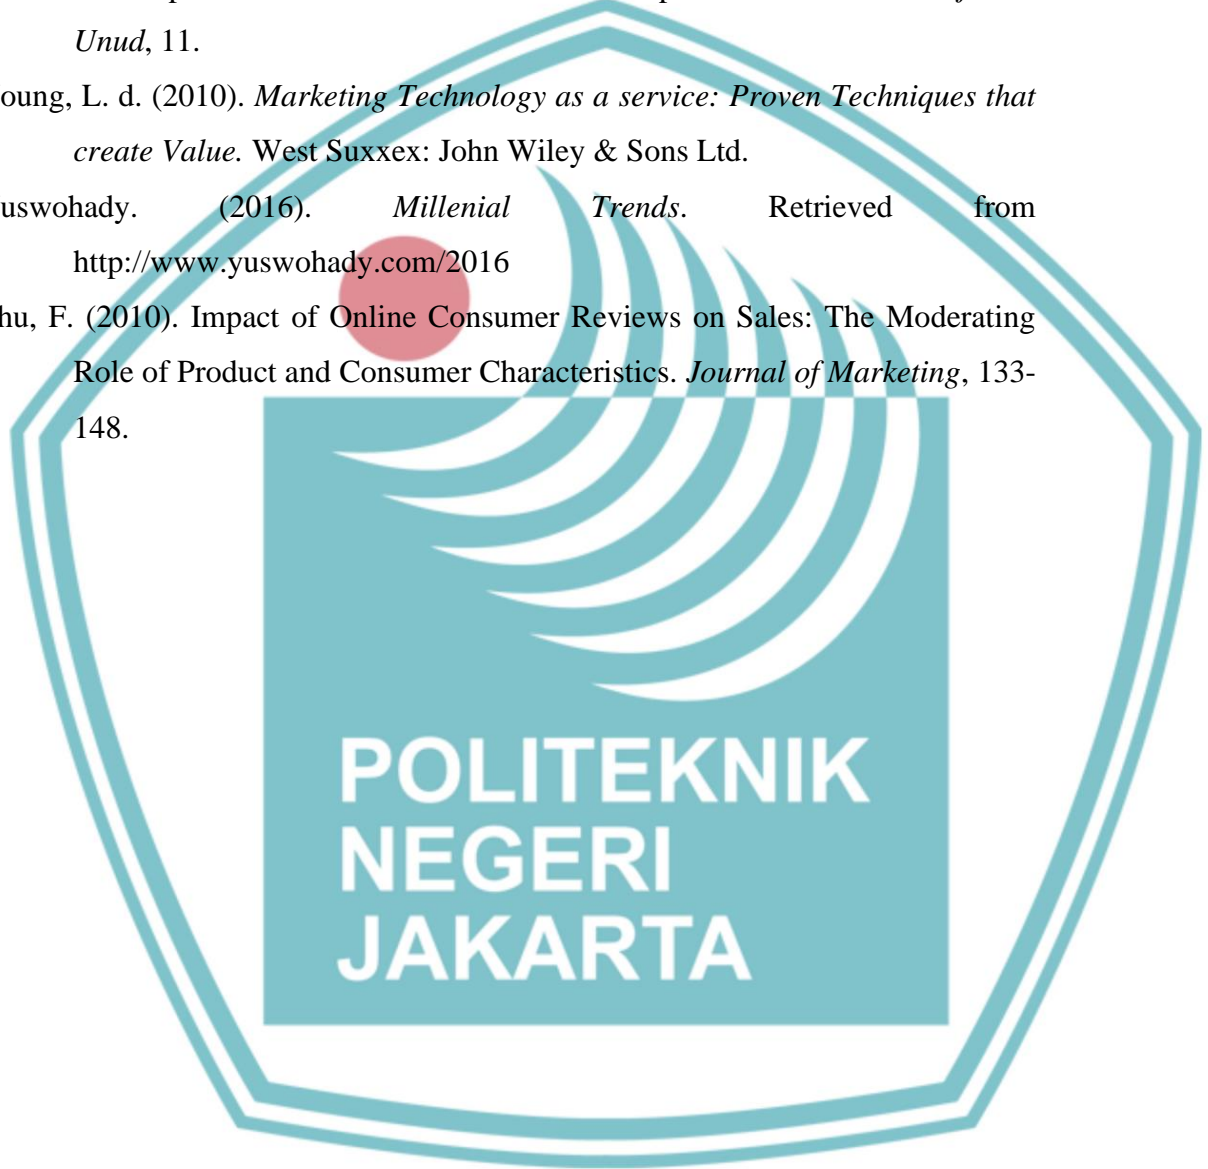 Unud, 11.
oung, L. d. (2010). Marketing Technology as a service: Proven Techniques that
create Value. West Suxxex: John Wiley & Sons Ltd.
uswohady. (2016). Millenial Trends. Retrieved from
http://www.yuswohady.com/2016
hu, F. (2010). Impact of Online Consumer Reviews on Sales: The Moderating
Role of Product and Consumer Characteristics. Journal of Marketing, 133-
148.
POLITEKNIK
NEGERI
JAKARTA